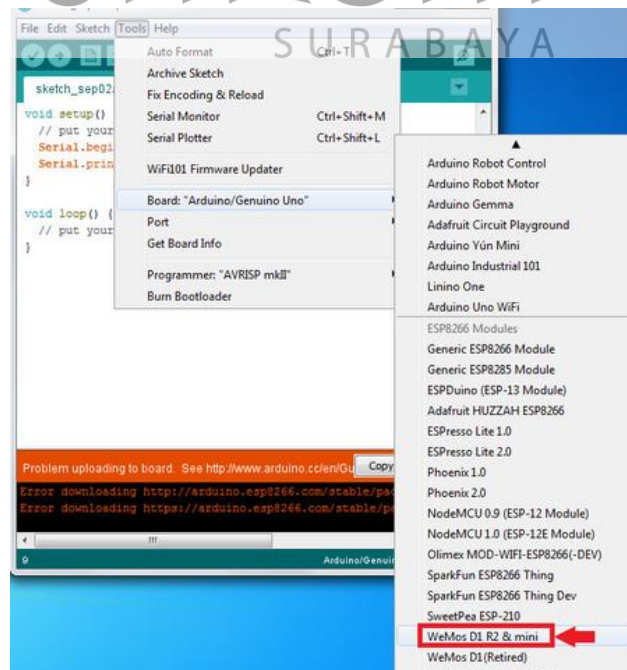 SURABAYA
File Edit Sketch Tools Help
Auto Format Ctrl+T
Archive Sketch
Fix Encoding & Reload
Serial Monitor Ctrl+Shift+M
Serial Plotter Ctrl+Shift+L
WiFi101 Firmware Updater
Board: "Arduino/Genuino Uno"
Port
Get Board Info
Programmer: "AVRISP mkII"
Burn Bootloader
sketch_sep02
void setup()
// put your
Serial.begi
Serial.prin
}
void loop() {
// put your
}
Arduino Robot Control
Arduino Robot Motor
Arduino Gemma
Adafruit Circuit Playground
Arduino Yún Mini
Arduino Industrial 101
Linino One
Arduino Uno WiFi
ESP8266 Modules
Generic ESP8266 Module
Generic ESP8285 Module
ESPDuino (ESP-13 Module)
Adafruit HUZZAH ESP8266
ESPresso Lite 1.0
ESPresso Lite 2.0
Phoenix 1.0
Phoenix 2.0
NodeMCU 0.9 (ESP-12 Module)
NodeMCU 1.0 (ESP-12E Module)
Olimex MOD-WIFI-ESP8266(-DEV)
SparkFun ESP8266 Thing
SparkFun ESP8266 Thing Dev
SweetPea ESP-210
WeMos D1 R2 & mini
WeMos D1(Retired)
Problem uploading to board. See http://www.arduino.cc/en/Gu Copy
Error downloading http://arduino.esp8266.com/stable/pac
Error downloading https://arduino.esp8266.com/stable/pa
9 Arduino/Genuin